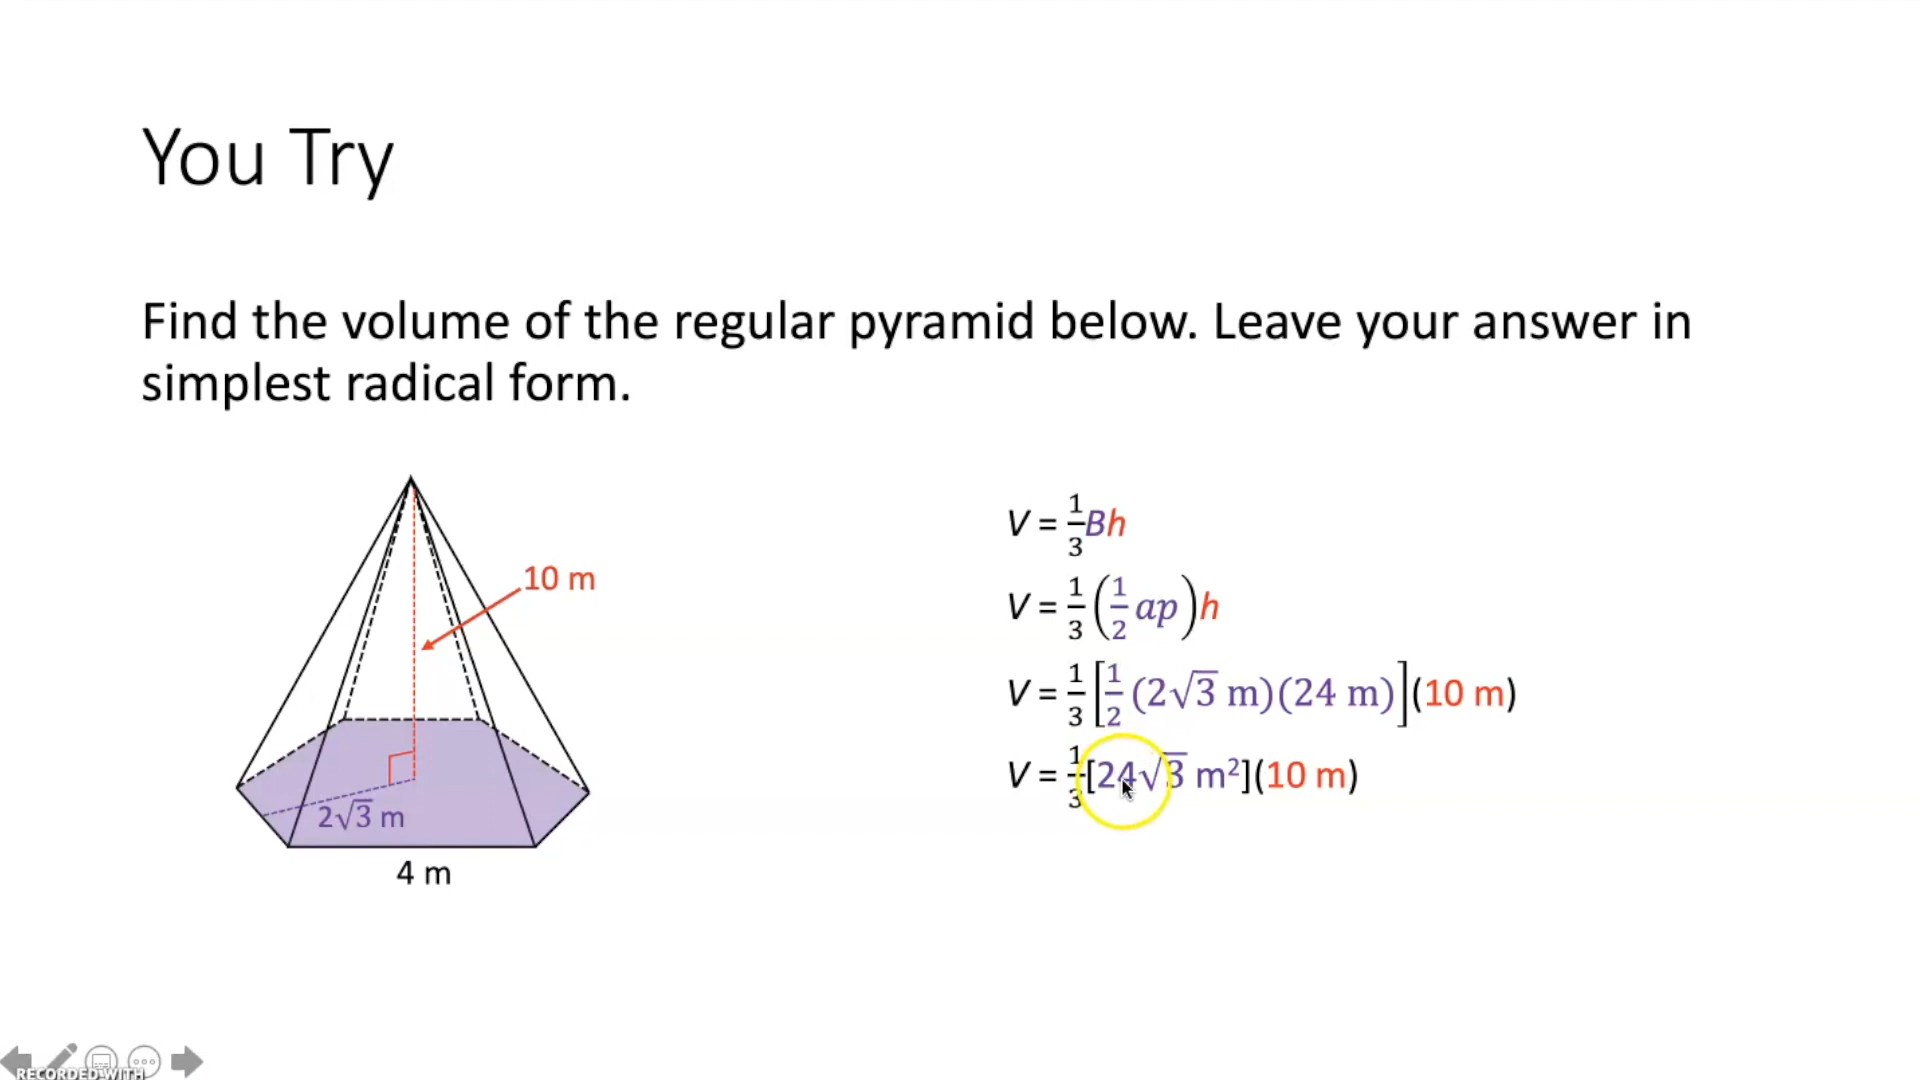 You Try
Find the volume of the regular pyramid below. Leave your answer in
simplest radical form.
10 m
2√3 m
4 m
V = 1/3 Bh
V = 1/3 (1/2 ap) h
V = 1/3 [1/2 (2√3 m)(24 m)] (10 m)
V = 1/3 [24√3 m²](10 m)
RECORDED WITH